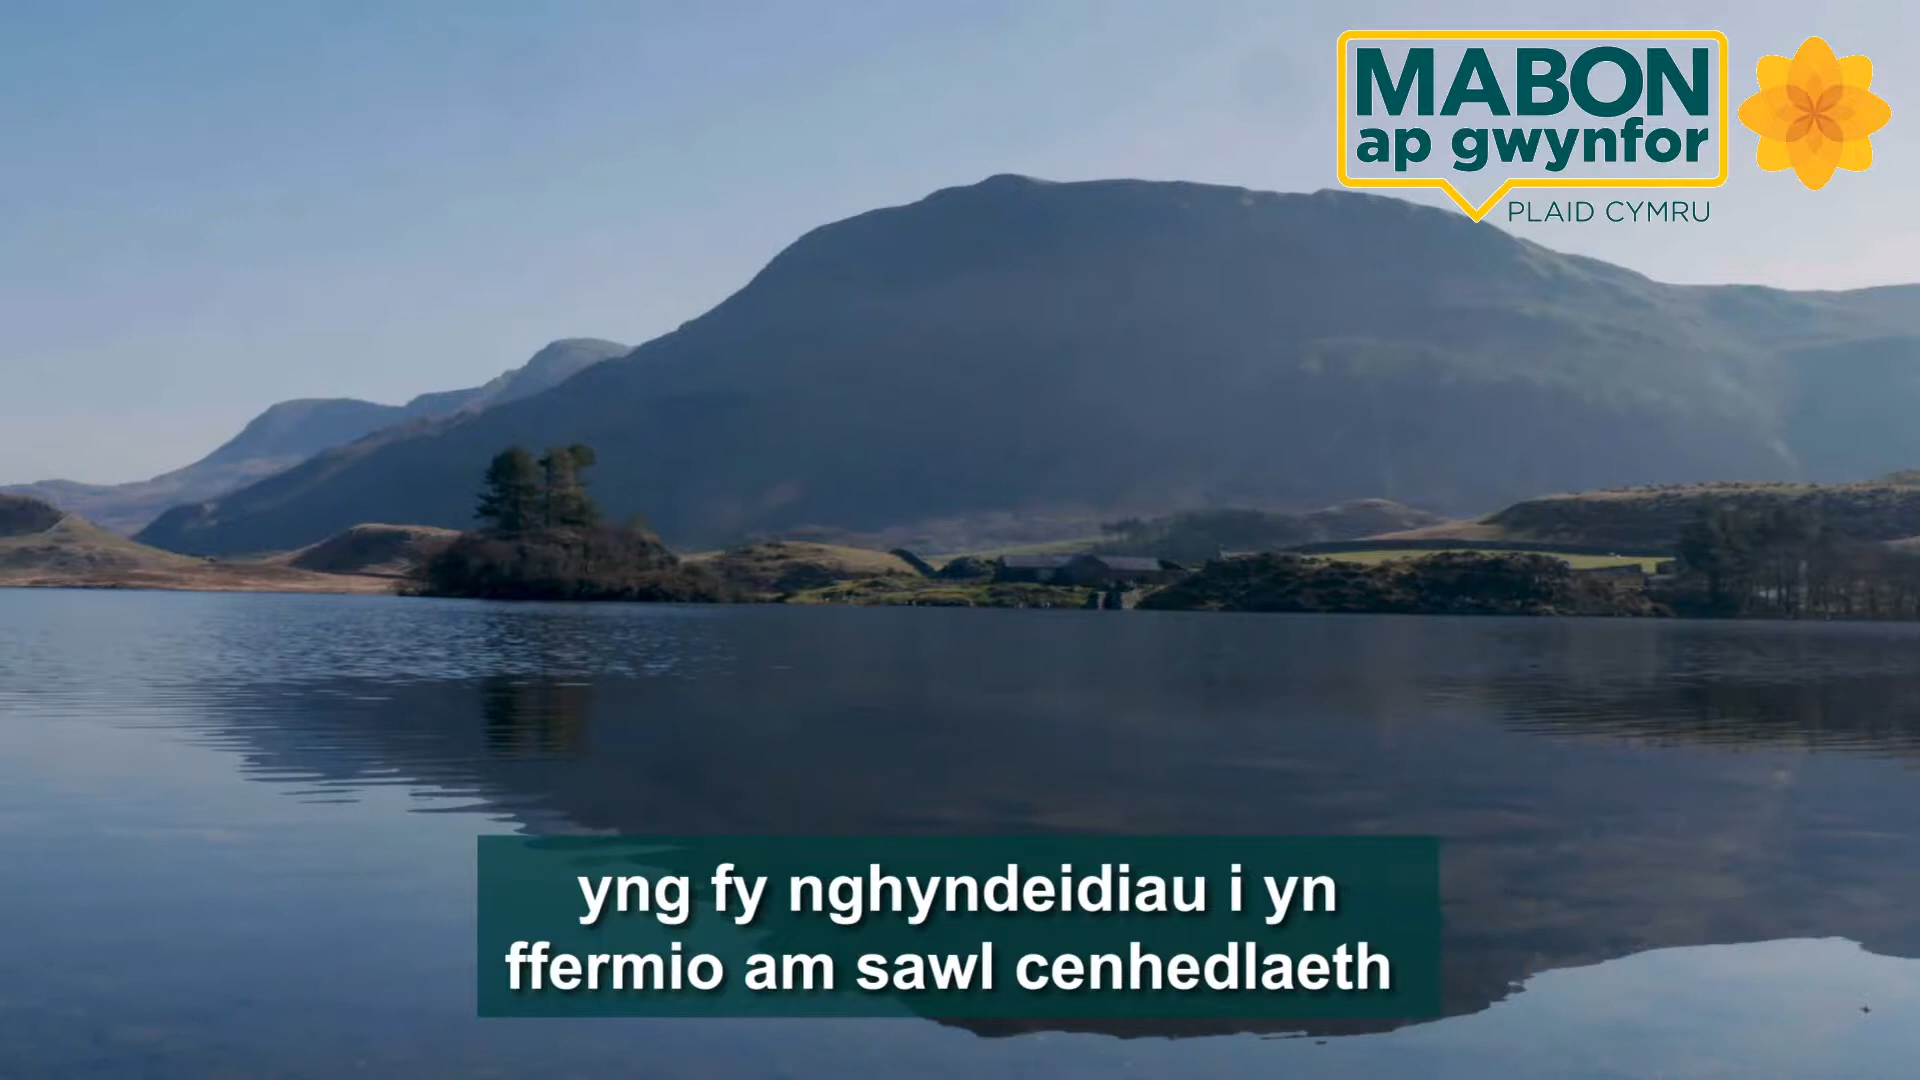 MABON
ap gwynfor
PLAID CYMRU
yng fy nghyndeidiau i yn
ffermio am sawl cenhedlaeth